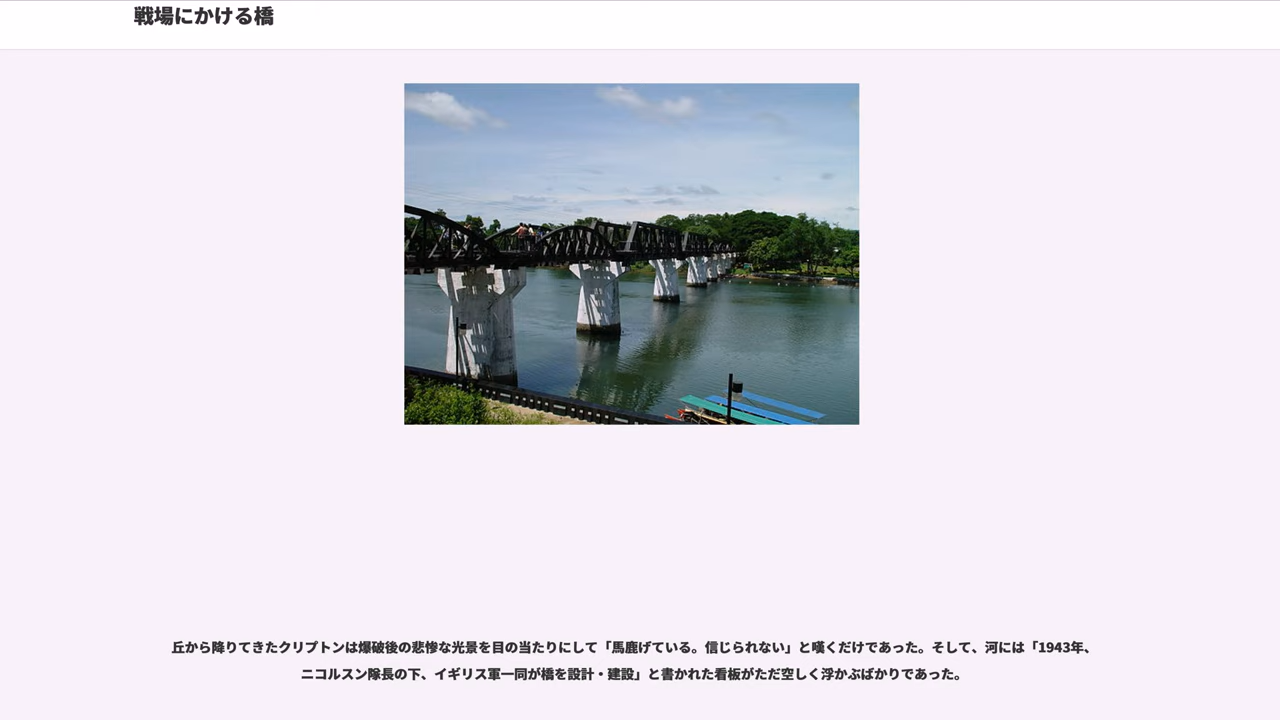 戦場にかける橋
丘から降りてきたクリプトンは爆破後の悲惨な光景を目の当たりにして「馬鹿げている。信じられない」と嘆くだけであった。そして、河には「1943年、
ニコルスン隊長の下、イギリス軍一同が橋を設計・建設」と書かれた看板がただ空しく浮かぶばかりであった。